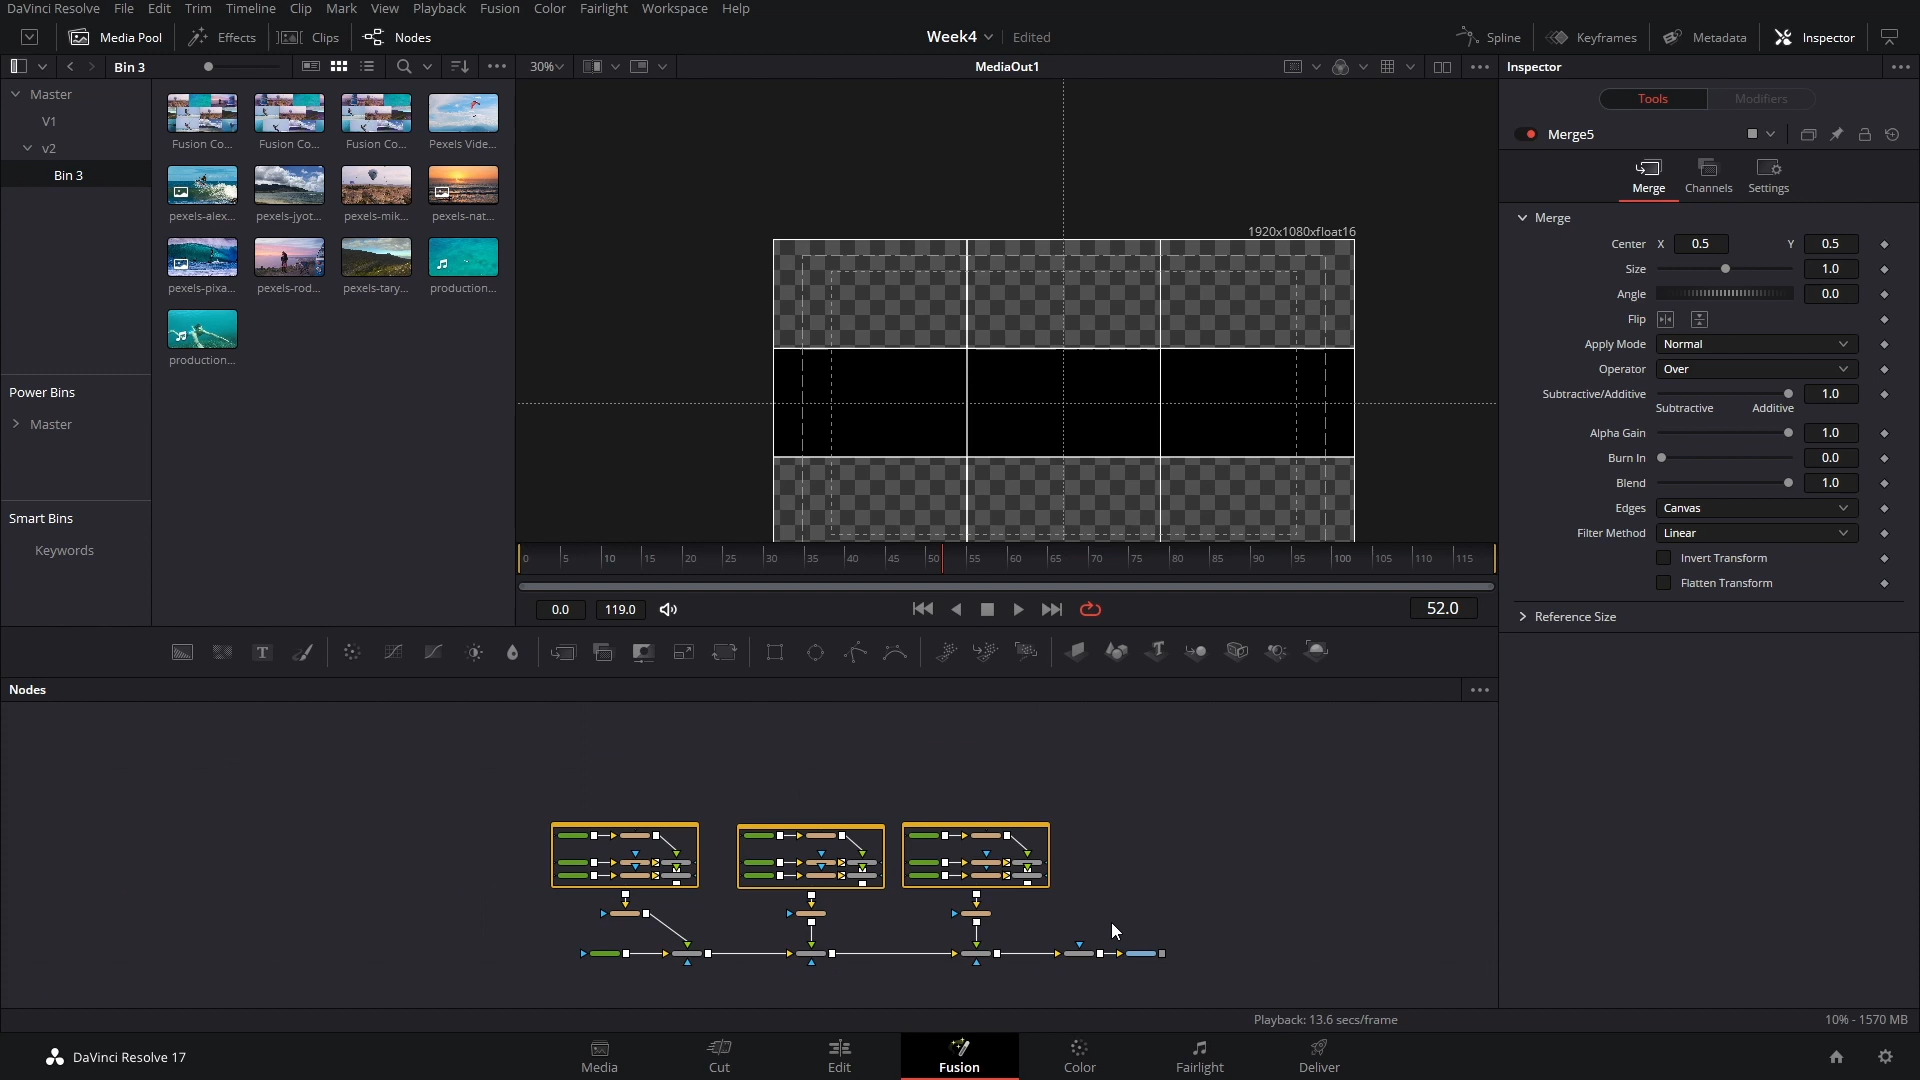 DaVinci Resolve File Edit Trim Timeline Clip Mark View Playback Fusion Color Fairlight Workspace Help
Media Pool Effects Clips Nodes Week4 Edited Spline Keyframes Metadata Inspector
Bin 3 30% MediaOut1 Inspector
Master
V1
v2
Bin 3
Power Bins
Master
Smart Bins
Keywords
Fusion Co... Fusion Co... Fusion Co... Pexels Vide...
pexels-alex... pexels-jyot... pexels-mik... pexels-nat...
pexels-pixa... pexels-rod... pexels-tary... production...
production...
1920x1080xfloat16
0 5 10 15 20 25 30 35 40 45 50 55 60 65 70 75 80 85 90 95 100 105 110 115
0.0 119.0 52.0
Tools Modifiers
Merge5
Merge Channels Settings
Merge
Center X 0.5 Y 0.5
Size 1.0
Angle 0.0
Flip
Apply Mode Normal
Operator Over
Subtractive/Additive 1.0
Subtractive Additive
Alpha Gain 1.0
Burn In 0.0
Blend 1.0
Edges Canvas
Filter Method Linear
Invert Transform
Flatten Transform
Reference Size
T T
Nodes
Playback: 13.6 secs/frame 10% - 1570 MB
DaVinci Resolve 17 Media Cut Edit Fusion Color Fairlight Deliver